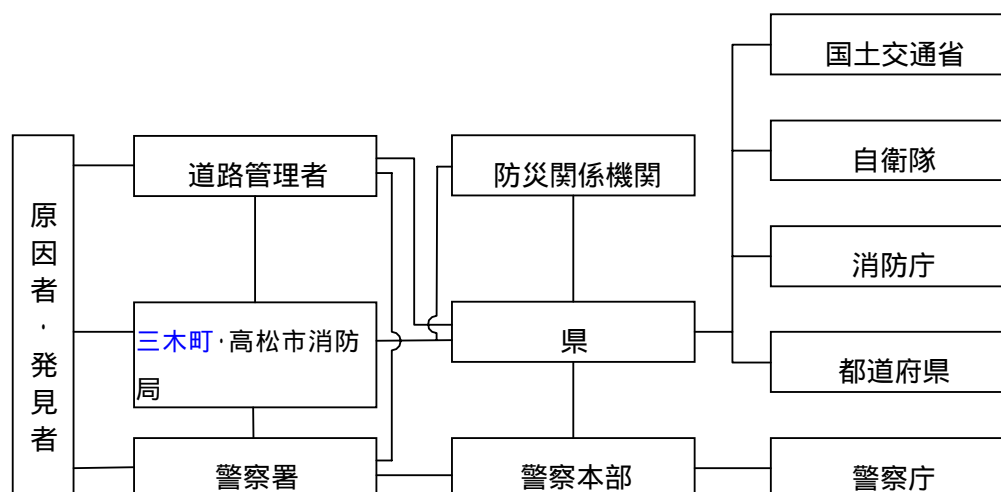 国土交通省
道路管理者
防災関係機関
自衛隊
原因者・発見者
消防庁
三木町・高松市消防
局
県
都道府県
警察署
警察本部
警察庁